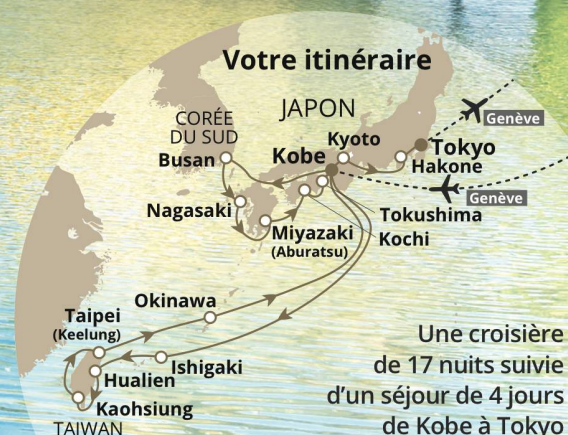 Votre itinéraire
JAPON
CORÉE
DU SUD
Busan
Kobe
Kyoto
Tokyo
Hakone
Genève
Genève
Nagasaki
Miyazaki
(Aburatsu)
Tokushima
Kochi
Okinawa
Taipei
(Keelung)
Ishigaki
Hualien
Kaohsiung
TAIWAN
Une croisière
de 17 nuits suivie
d'un séjour de 4 jours
de Kobe à Tokyo